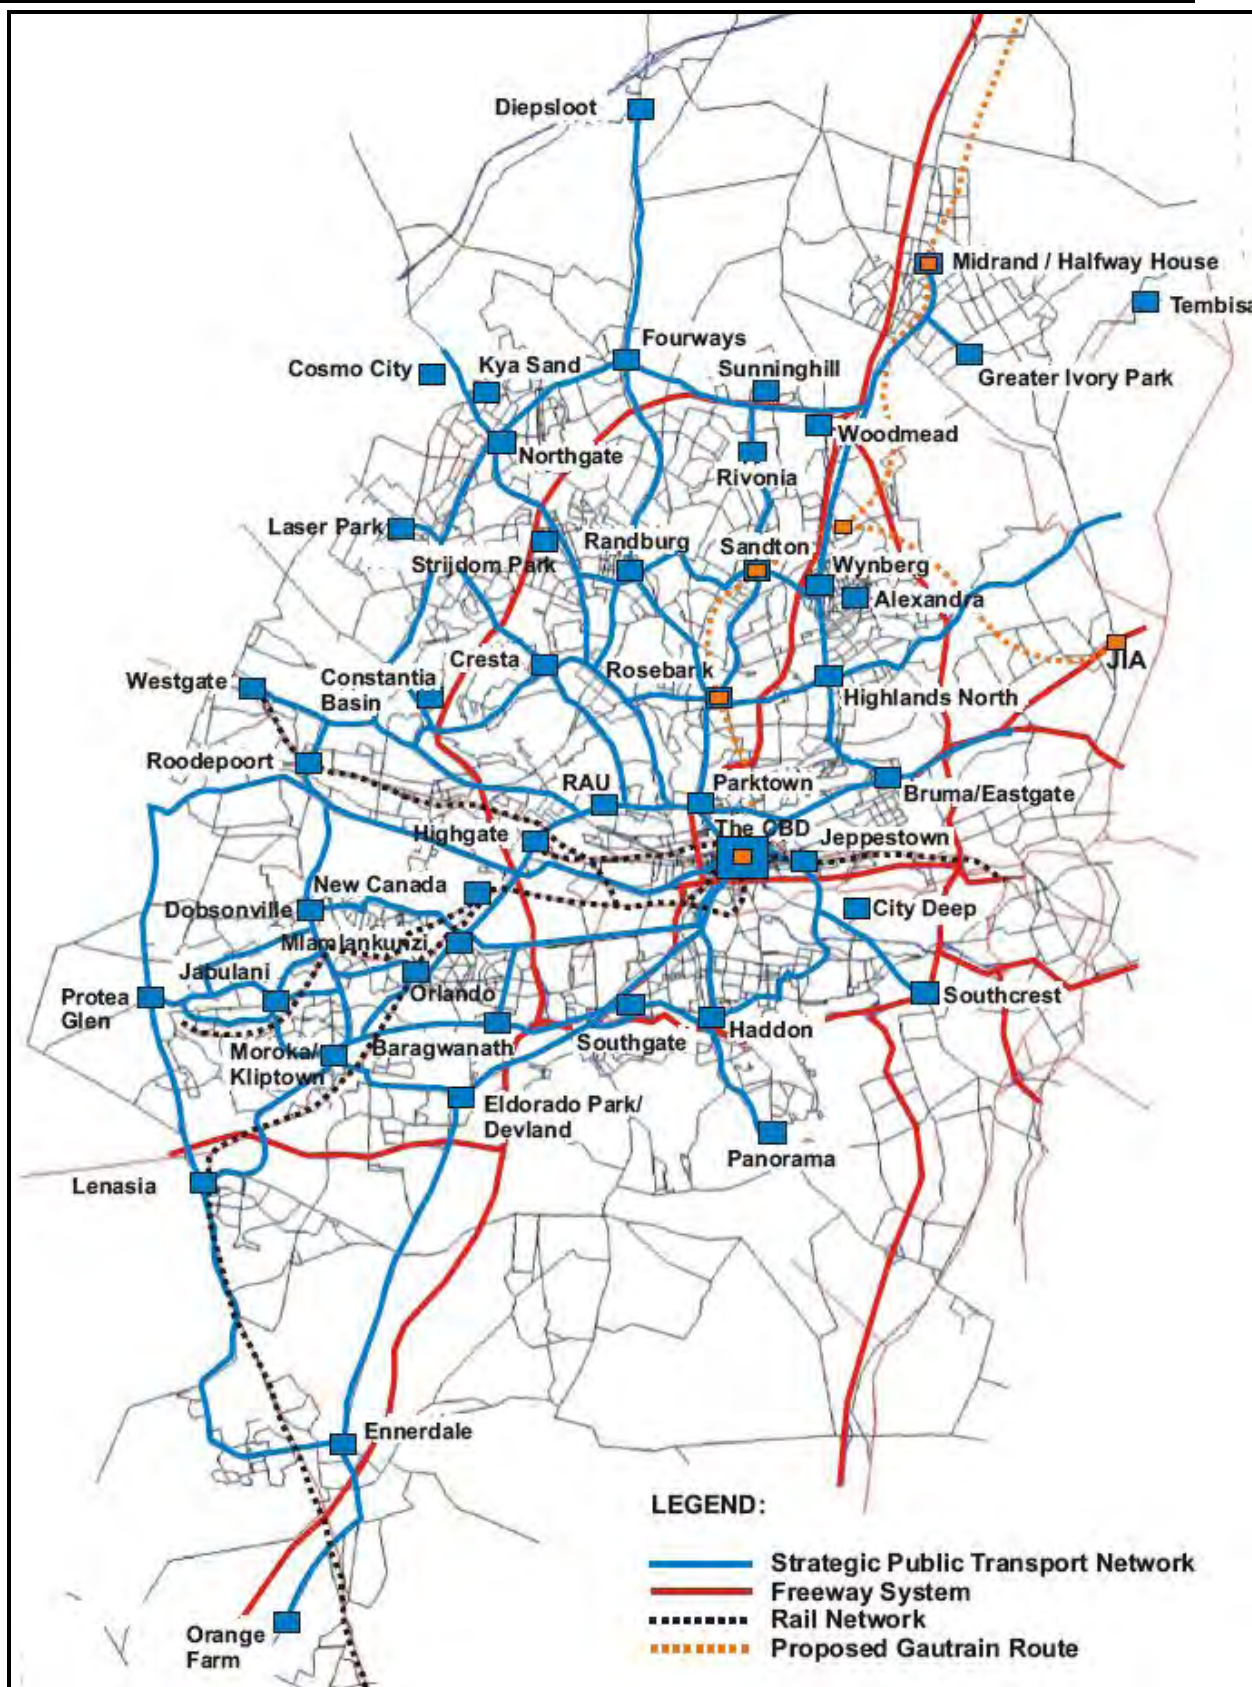 Diepsloot
Midrand / Halfway House
Tembisa
Fourways
Cosmo City
Kya Sand
Sunninghill
Greater Ivory Park
Woodmead
Northgate
Rivonia
Laser Park
Randburg
Sandton
Strijdom Park
Wynberg
Alexandra
Cresta
Rosebank
JIA
Westgate
Constantia
Basin
Highlands North
Roodepoort
RAU
Parktown
Bruma/Eastgate
Highgate
The CBD
Jeppestown
New Canada
Dobsonville
City Deep
Mlamlankunzi
Jabulani
Protea
Glen
Orlando
Southcrest
Moroka/
Kliptown
Baragwanath
Southgate
Haddon
Eldorado Park/
Devland
Panorama
Lenasia
Ennerdale
Orange
Farm
LEGEND:
Strategic Public Transport Network
Freeway System
Rail Network
Proposed Gautrain Route